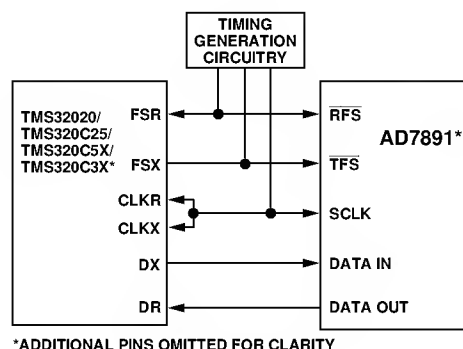 TIMING
GENERATION
CIRCUITRY
TMS32020/
TMS320C25/
TMS320C5X/
TMS320C3X*
FSR
FSX
CLKR
CLKX
DX
DR
AD7891*
RFS
TFS
SCLK
DATA IN
DATA OUT
*ADDITIONAL PINS OMITTED FOR CLARITY